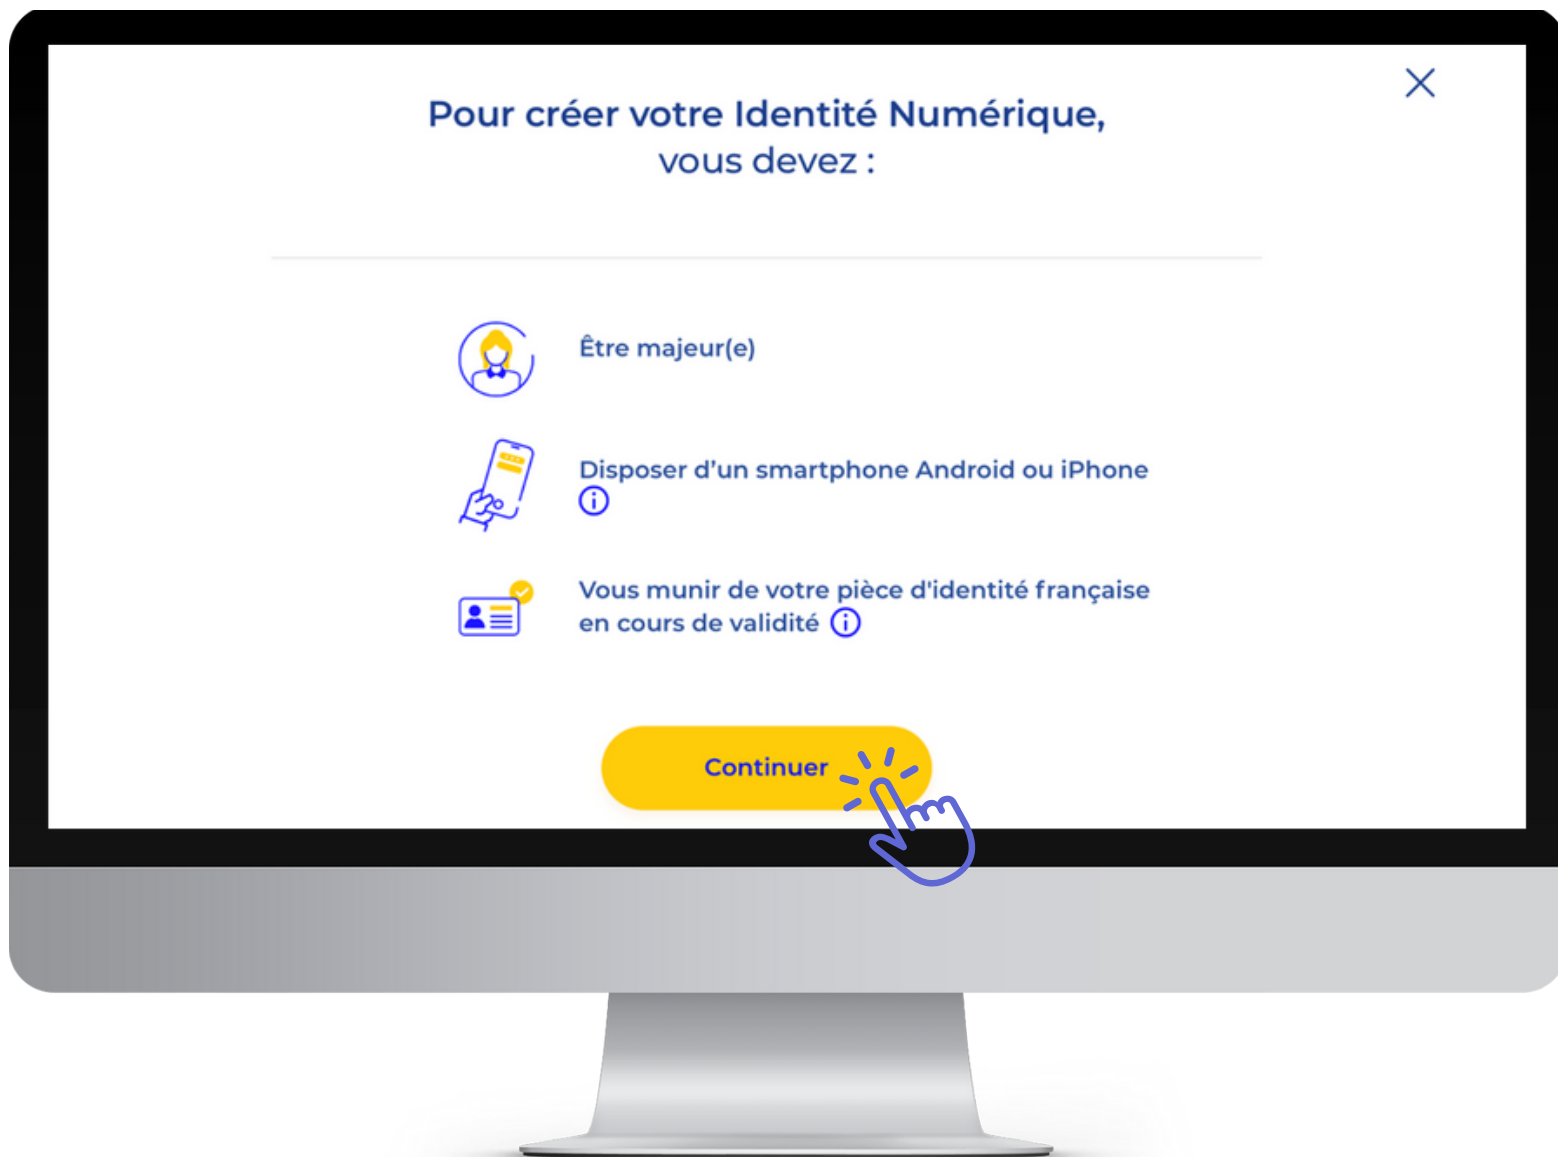 Pour créer votre Identité Numérique,
vous devez :
Être majeur(e)
Disposer d’un smartphone Android ou iPhone
Vous munir de votre pièce d'identité française
en cours de validité
Continuer